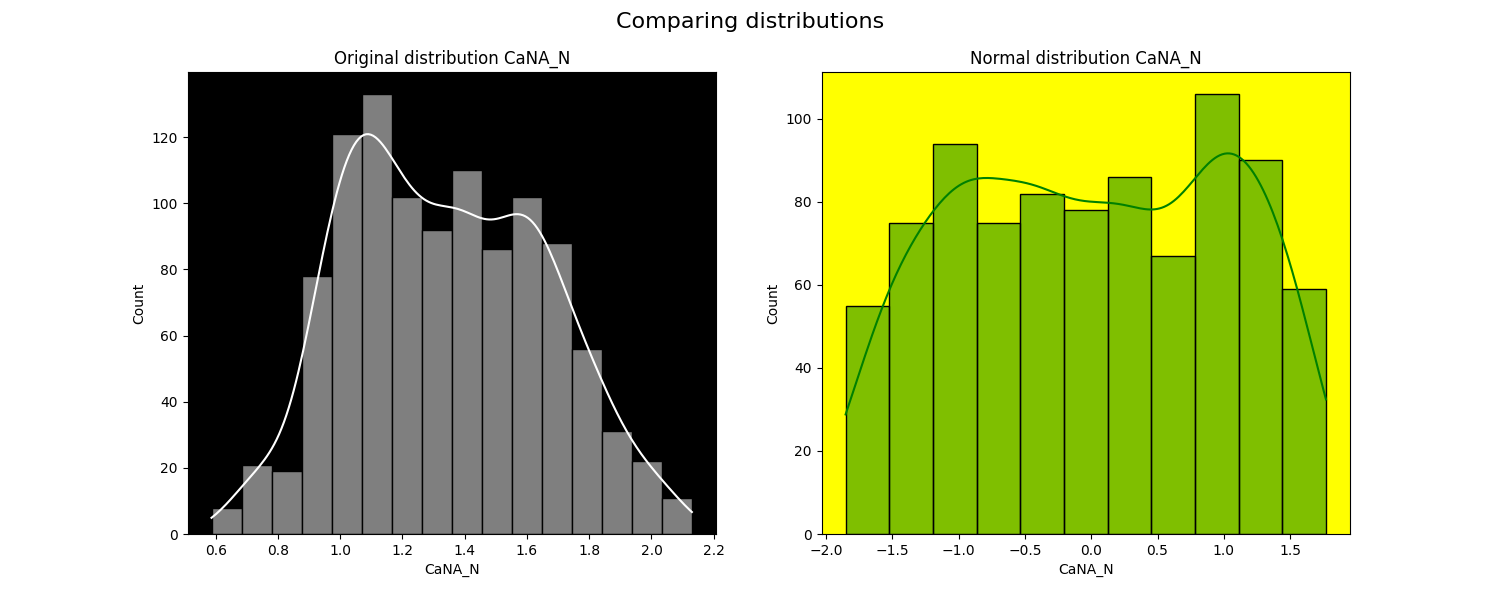 Comparing distributions
Original distribution CaNA_N
Count
0
20
40
60
80
100
120
0.6 0.8 1.0 1.2 1.4 1.6 1.8 2.0 2.2
CaNA_N
Normal distribution CaNA_N
Count
0
20
40
60
80
100
−2.0 −1.5 −1.0 −0.5 0.0 0.5 1.0 1.5
CaNA_N